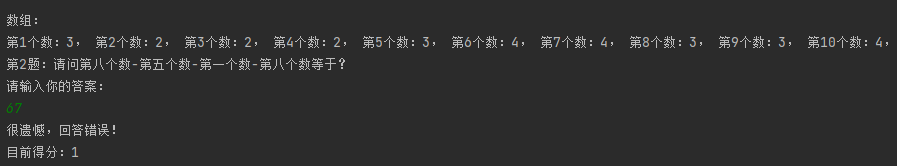 数组:
第1个数: 3,  第2个数: 2,  第3个数: 2,  第4个数: 2,  第5个数: 3,  第6个数: 4,  第7个数: 4,  第8个数: 3,  第9个数: 3,  第10个数: 4,
第2题: 请问第八个数-第五个数-第一个数-第八个数等于?
请输入你的答案:
67
很遗憾,回答错误!
目前得分: 1